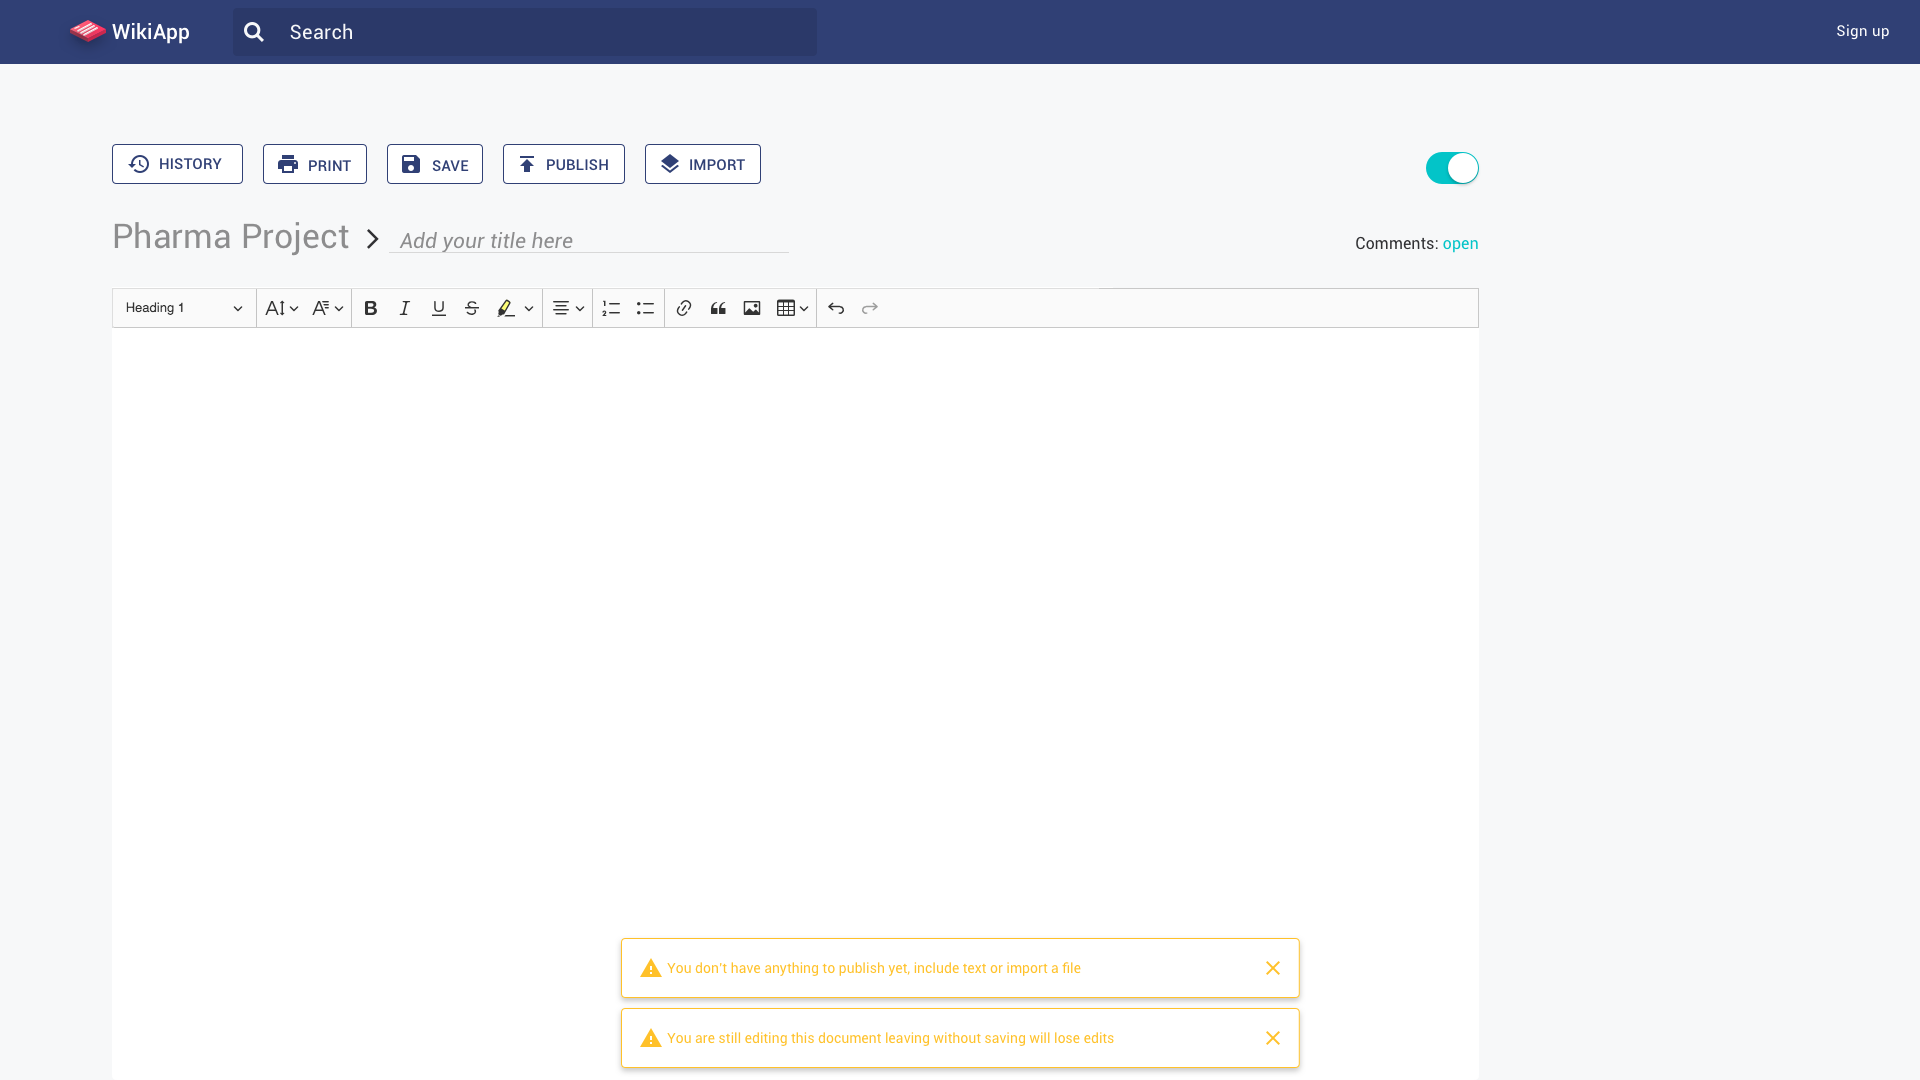 WikiApp
Search
Sign up
HISTORY
PRINT
SAVE
PUBLISH
IMPORT
Pharma Project > Add your title here
Comments: open
Heading 1
You don't have anything to publish yet, include text or import a file
You are still editing this document leaving without saving will lose edits